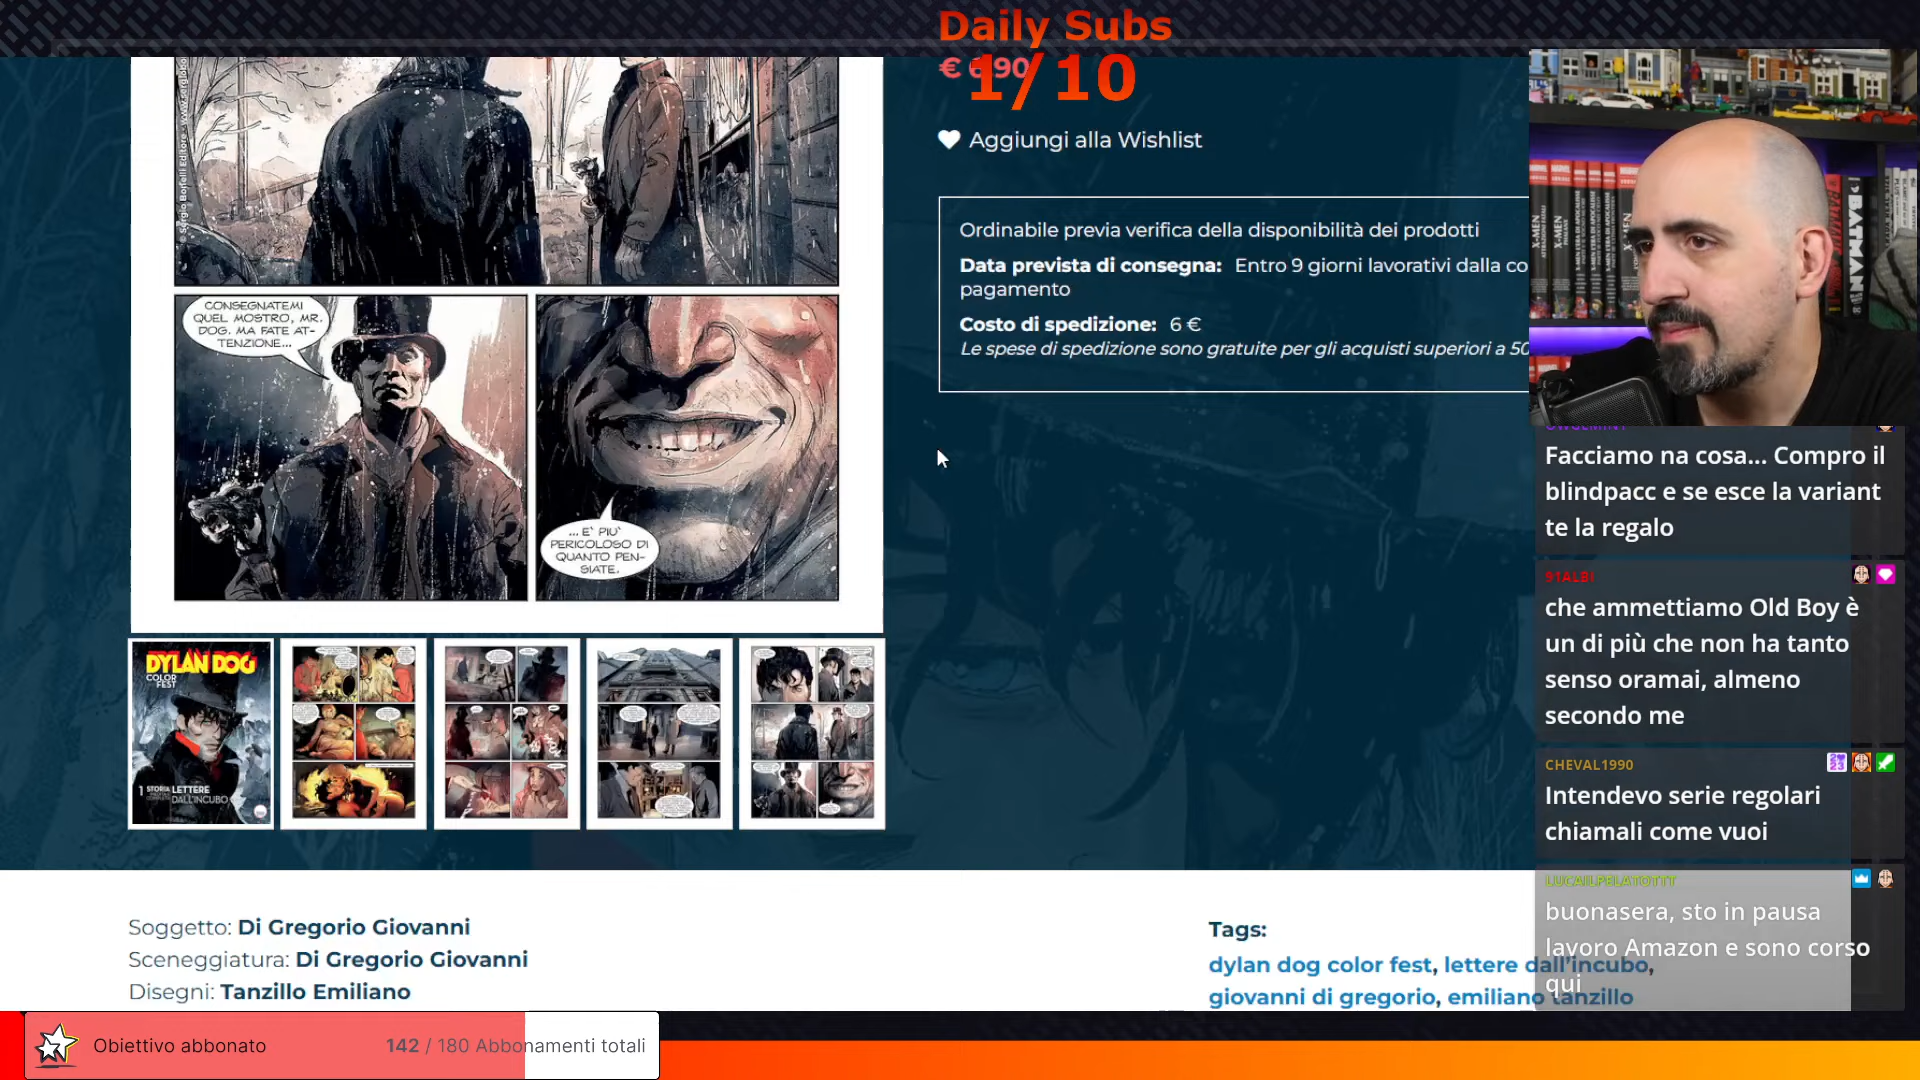 Daily Subs
1/10
Aggiungi alla Wishlist
Ordinabile previa verifica della disponibilità dei prodotti
Data prevista di consegna: Entro 9 giorni lavorativi dalla co
pagamento
Costo di spedizione: 6 €
Le spese di spedizione sono gratuite per gli acquisti superiori a 50
CONSEGNATEMI
QUEL MOSTRO, MR.
DOG. MA FATE AT-
TENZIONE...
... E' PIU'
PERICOLOSO DI
QUANTO PEN-
SIATE.
DYLAN DOG
COLOR
FEST
1 STORIA LETTERE
DALL'INCUBO
Soggetto: Di Gregorio Giovanni
Sceneggiatura: Di Gregorio Giovanni
Disegni: Tanzillo Emiliano
Tags:
dylan dog color fest, lettere dall'incubo,
giovanni di gregorio, emiliano tanzillo
X-MEN
BATMAN
Facciamo na cosa... Compro il
blindpacc e se esce la variant
te la regalo
91ALBI
che ammettiamo Old Boy è
un di più che non ha tanto
senso oramai, almeno
secondo me
CHEVAL1990
Intendevo serie regolari
chiamali come vuoi
LUCAILPELATOTTT
buonasera, sto in pausa
lavoro Amazon e sono corso
qui
Obiettivo abbonato
142 / 180 Abbonamenti totali